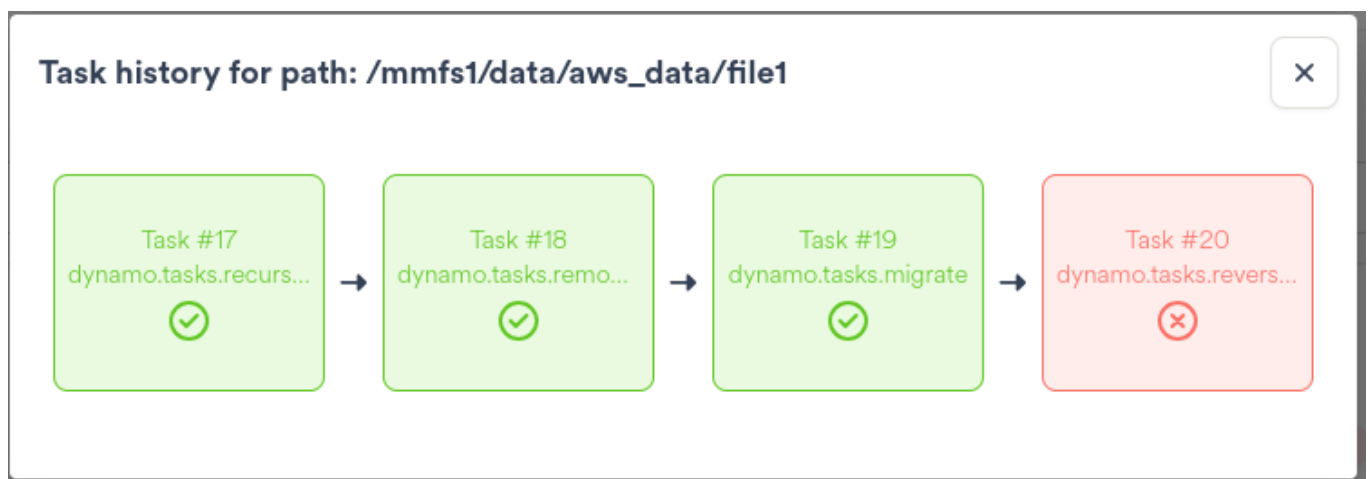 Task history for path: /mmfs1/data/aws_data/file1
Task #17
dynamo.tasks.recurs...
Task #18
dynamo.tasks.remo...
Task #19
dynamo.tasks.migrate
Task #20
dynamo.tasks.revers...